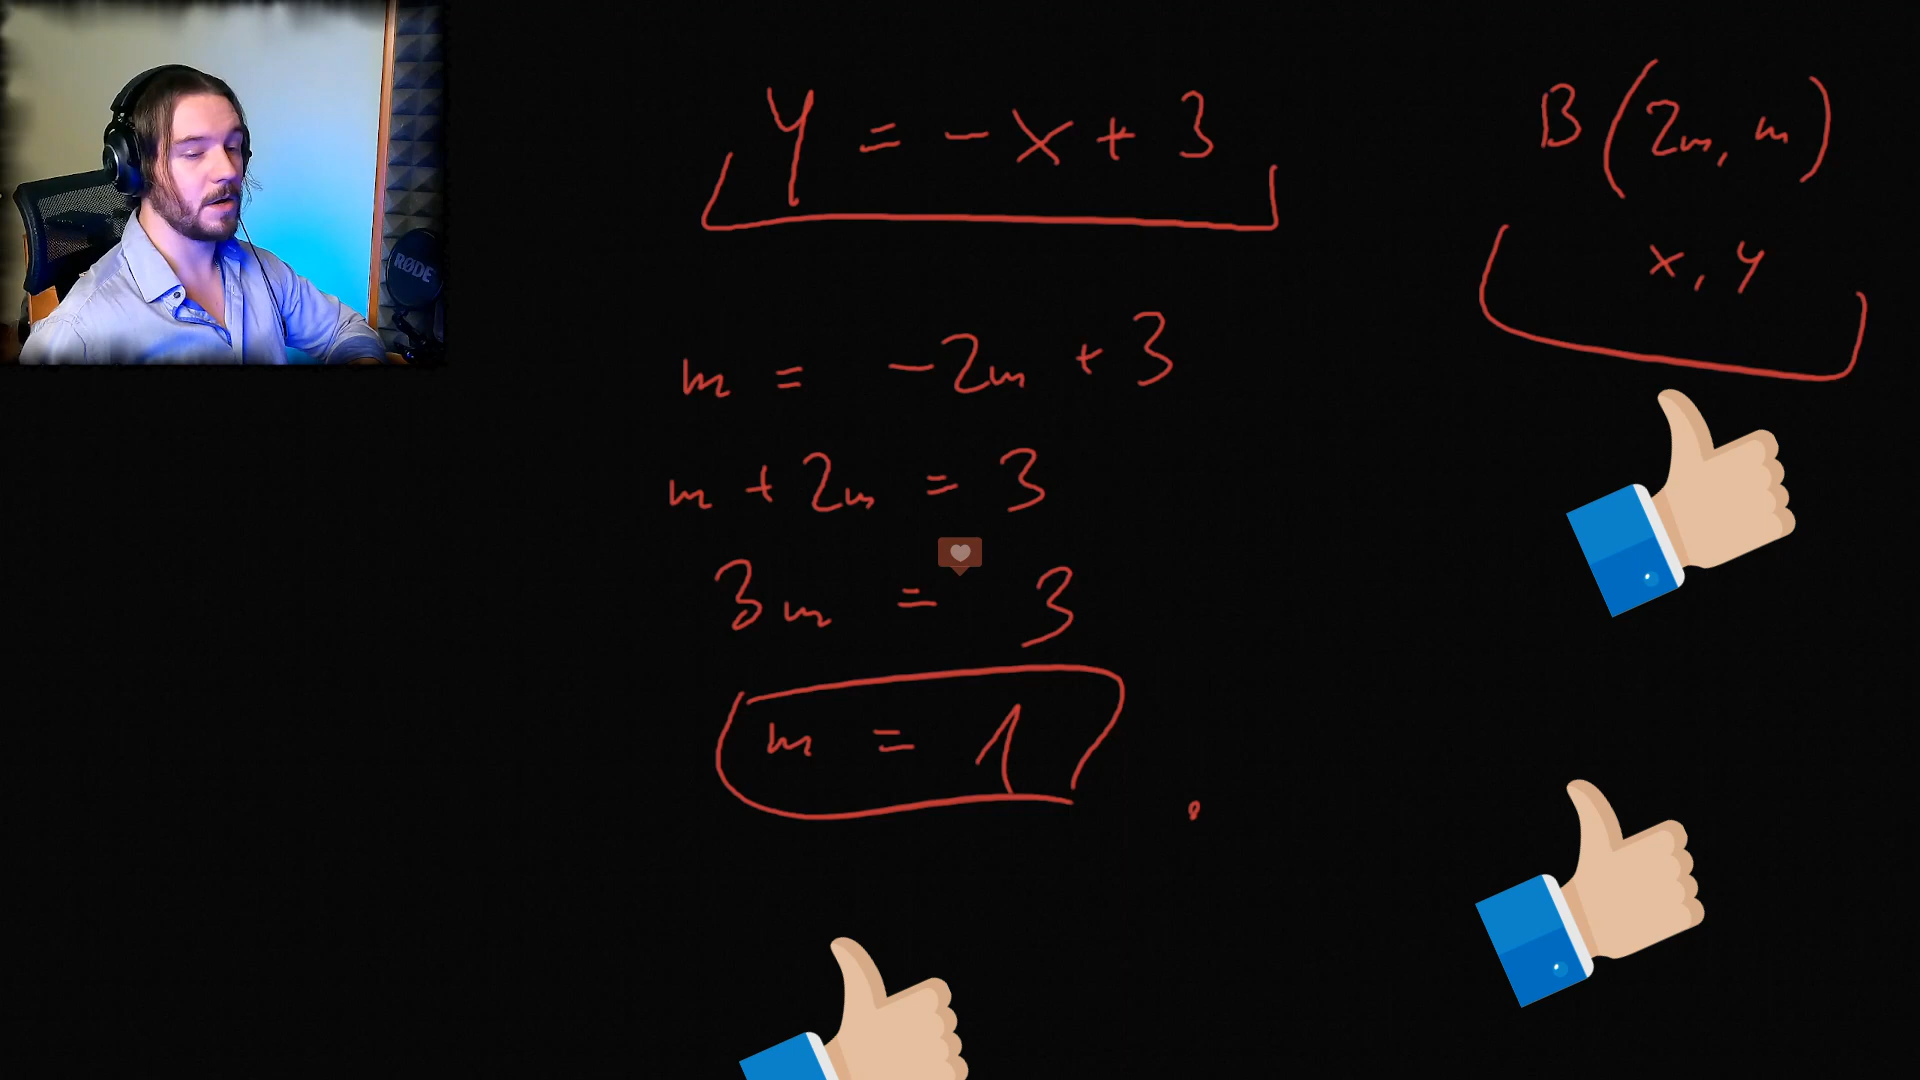 y = -x + 3
B (2m, m)
x, y
m = -2m + 3
m + 2m = 3
3m = 3
m = 1
RØDE